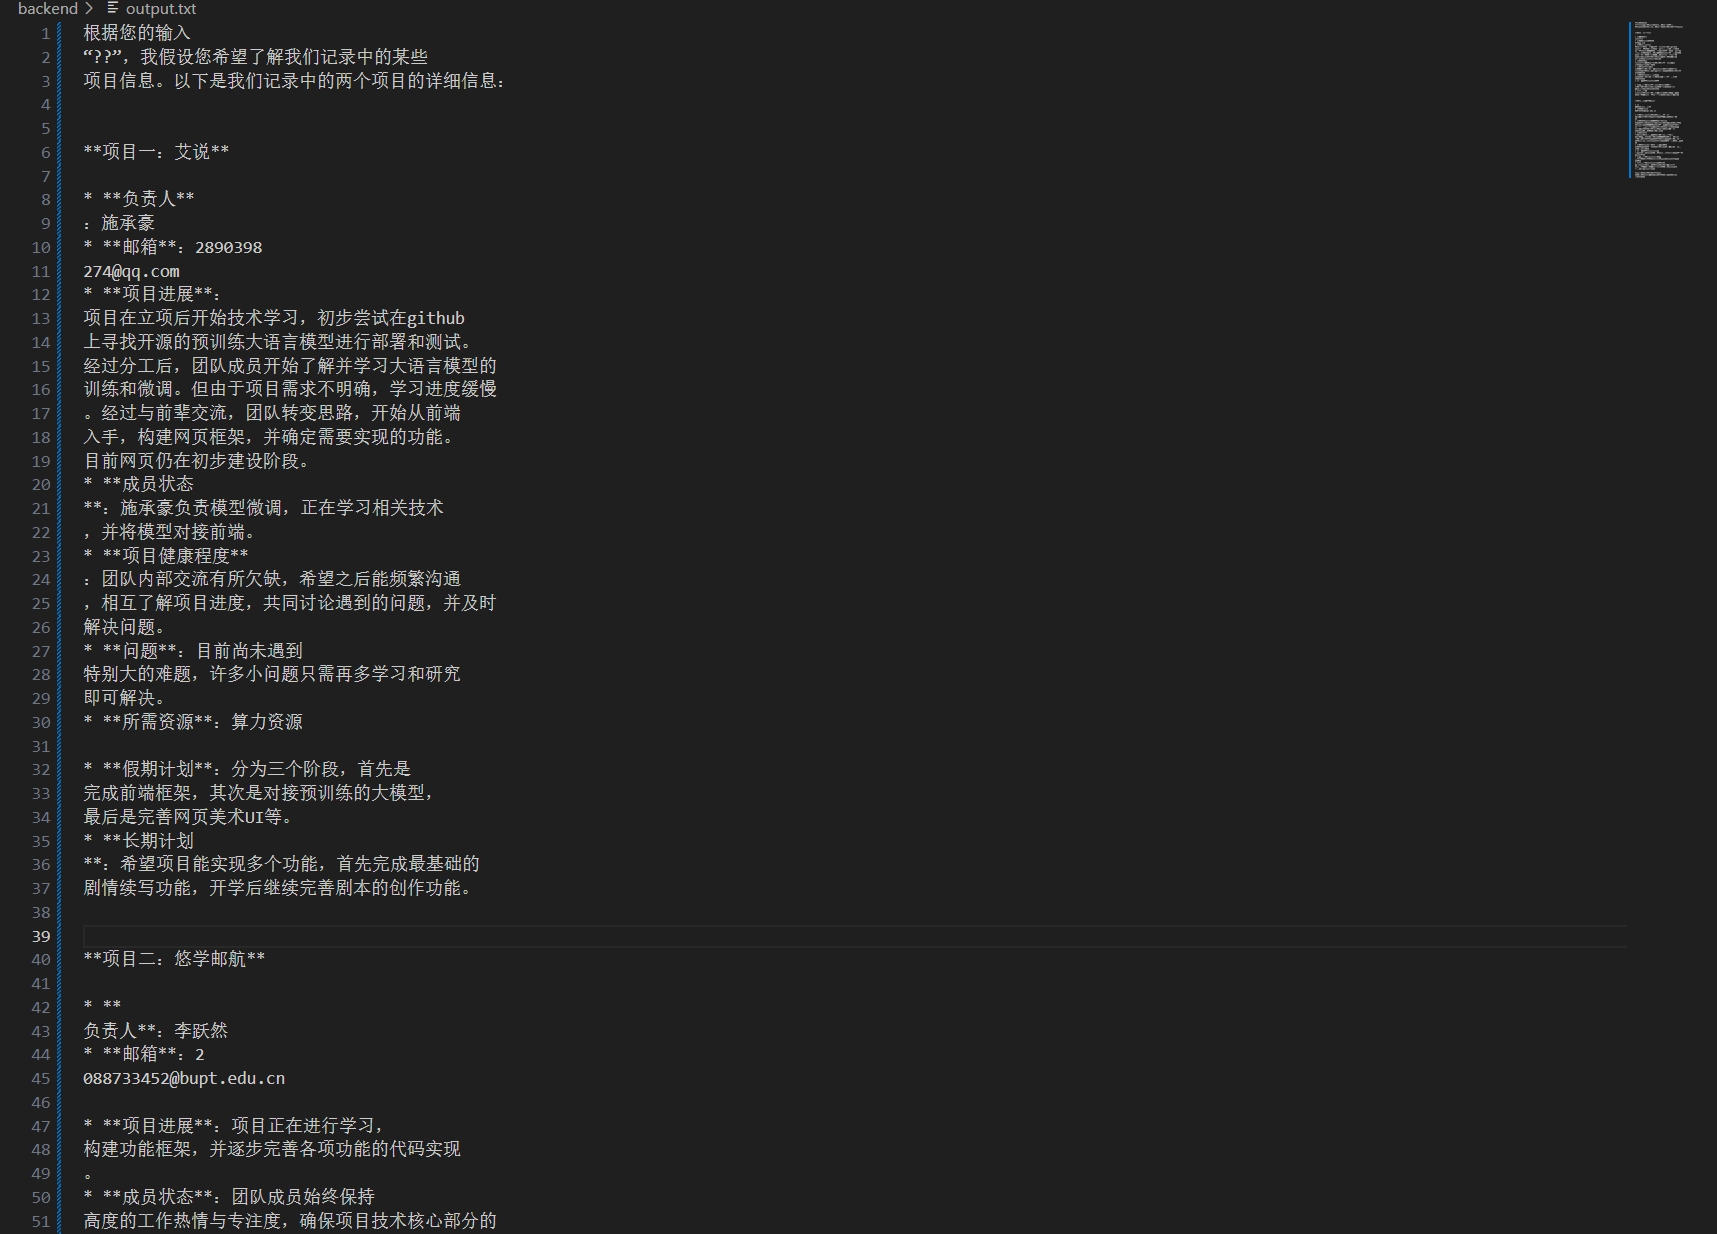 backend > output.txt
1 根据您的输入
2 “??”，我假设您希望了解我们记录中的某些
3 项目信息。以下是我们记录中的两个项目的详细信息：
4
5
6 **项目一：艾说**
7
8 * **负责人**
9 ：施承豪
10 * **邮箱**：2890398
11 274@qq.com
12 * **项目进展**：
13 项目在立项后开始技术学习，初步尝试在github
14 上寻找开源的预训练大语言模型进行部署和测试。
15 经过分工后，团队成员开始了解并学习大语言模型的
16 训练和微调。但由于项目需求不明确，学习进度缓慢
17 。经过与前辈交流，团队转变思路，开始从前端
18 入手，构建网页框架，并确定需要实现的功能。
19 目前网页仍在初步建设阶段。
20 * **成员状态
21 **：施承豪负责模型微调，正在学习相关技术
22 ，并将模型对接前端。
23 * **项目健康程度**
24 ：团队内部交流有所欠缺，希望之后能频繁沟通
25 ，相互了解项目进度，共同讨论遇到的问题，并及时
26 解决问题。
27 * **问题**：目前尚未遇到
28 特别大的难题，许多小问题只需再多学习和研究
29 即可解决。
30 * **所需资源**：算力资源
31
32 * **假期计划**：分为三个阶段，首先是
33 完成前端框架，其次是对接预训练的大模型，
34 最后是完善网页美术UI等。
35 * **长期计划
36 **：希望项目能实现多个功能，首先完成最基础的
37 剧情续写功能，开学后继续完善剧本的创作功能。
38
39
40 **项目二：悠学邮航**
41
42 * **
43 负责人**：李跃然
44 * **邮箱**：2
45 088733452@bupt.edu.cn
46
47 * **项目进展**：项目正在进行学习，
48 构建功能框架，并逐步完善各项功能的代码实现
49 。
50 * **成员状态**：团队成员始终保持
51 高度的工作热情与专注度，确保项目技术核心部分的